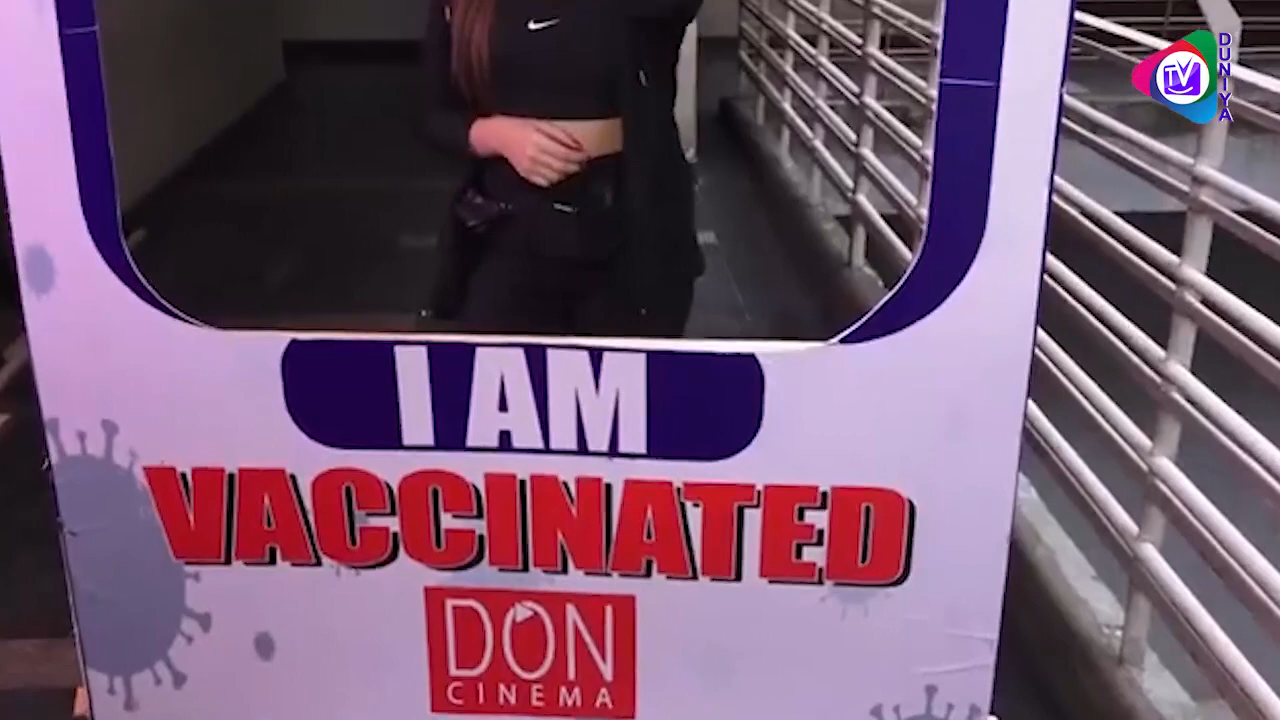 TV
DUNIYA
I AM
VACCINATED
DON
CINEMA